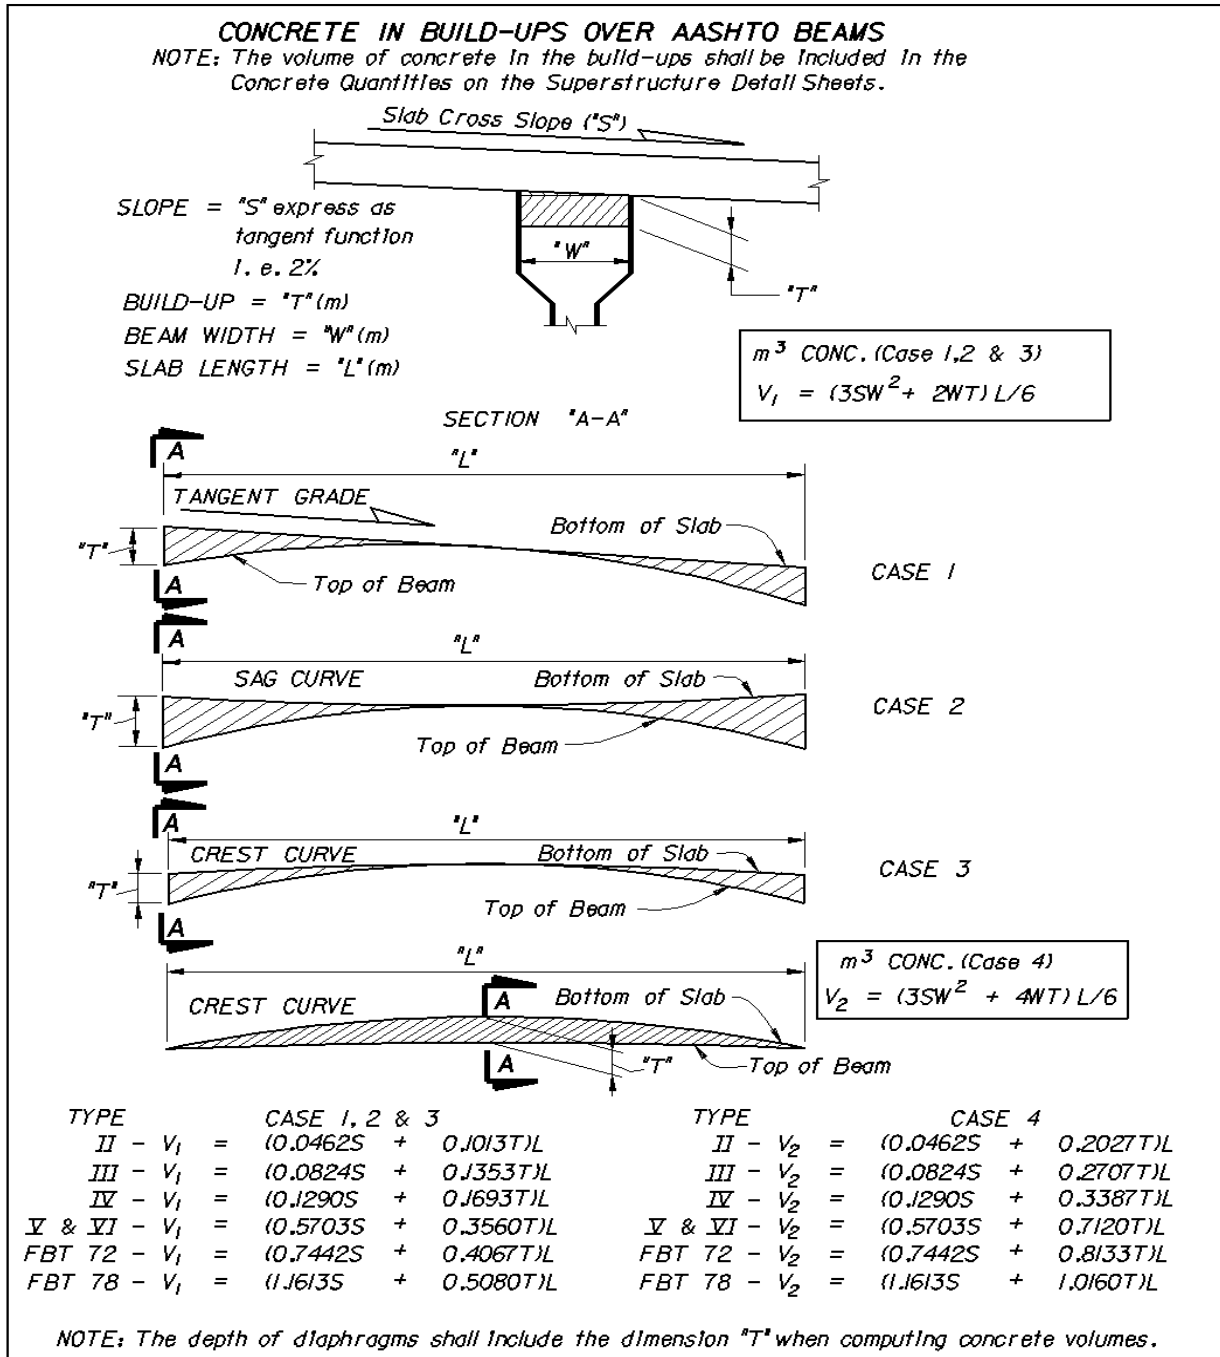 CONCRETE IN BUILD-UPS OVER AASHTO BEAMS
NOTE: The volume of concrete in the build-ups shall be included in the
Concrete Quantities on the Superstructure Detail Sheets.
Slab Cross Slope ("S")
SLOPE = "S" express as
tangent function
i.e. 2%
"W"
"T"
BUILD-UP = "T" (m)
BEAM WIDTH = "W" (m)
SLAB LENGTH = "L" (m)
m³ CONC. (Case 1,2 & 3)
V₁ = (3SW² + 2WT) L/6
SECTION "A-A"
A
"L"
TANGENT GRADE
Bottom of Slab
"T"
Top of Beam
CASE 1
A
A
"L"
SAG CURVE
Bottom of Slab
"T"
Top of Beam
CASE 2
A
A
"L"
CREST CURVE
Bottom of Slab
"T"
Top of Beam
CASE 3
A
"L"
m³ CONC. (Case 4)
V₂ = (3SW² + 4WT) L/6
CREST CURVE
A
Bottom of Slab
"T"
A
Top of Beam
TYPE CASE 1, 2 & 3
II - V₁ = (0.0462S + 0.1013T)L
III - V₁ = (0.0824S + 0.1353T)L
IV - V₁ = (0.1290S + 0.1693T)L
V & VI - V₁ = (0.5703S + 0.3560T)L
FBT 72 - V₁ = (0.7442S + 0.4067T)L
FBT 78 - V₁ = (1.1613S + 0.5080T)L
TYPE CASE 4
II - V₂ = (0.0462S + 0.2027T)L
III - V₂ = (0.0824S + 0.2707T)L
IV - V₂ = (0.1290S + 0.3387T)L
V & VI - V₂ = (0.5703S + 0.7120T)L
FBT 72 - V₂ = (0.7442S + 0.8133T)L
FBT 78 - V₂ = (1.1613S + 1.0160T)L
NOTE: The depth of diaphragms shall include the dimension "T" when computing concrete volumes.